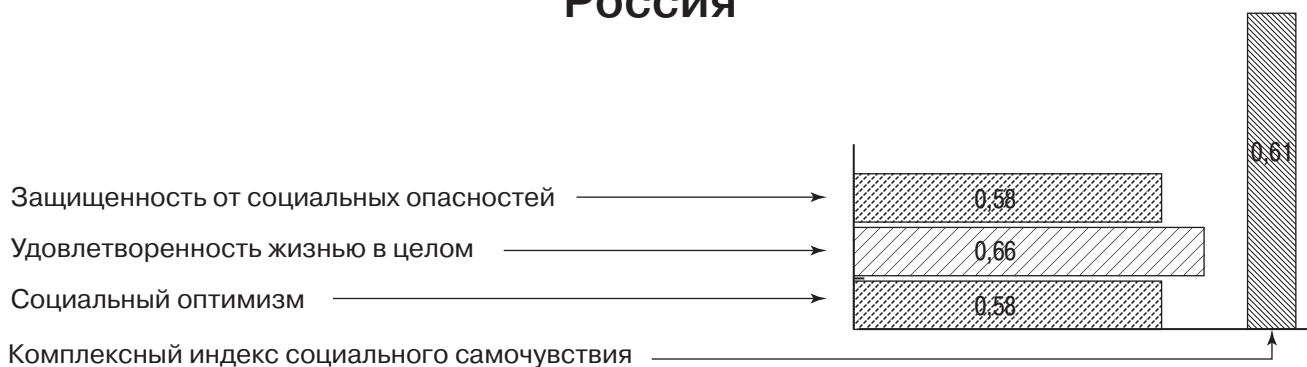 Россия
0,61
Защищенность от социальных опасностей 0,58
Удовлетворенность жизнью в целом 0,66
Социальный оптимизм 0,58
Комплексный индекс социального самочувствия